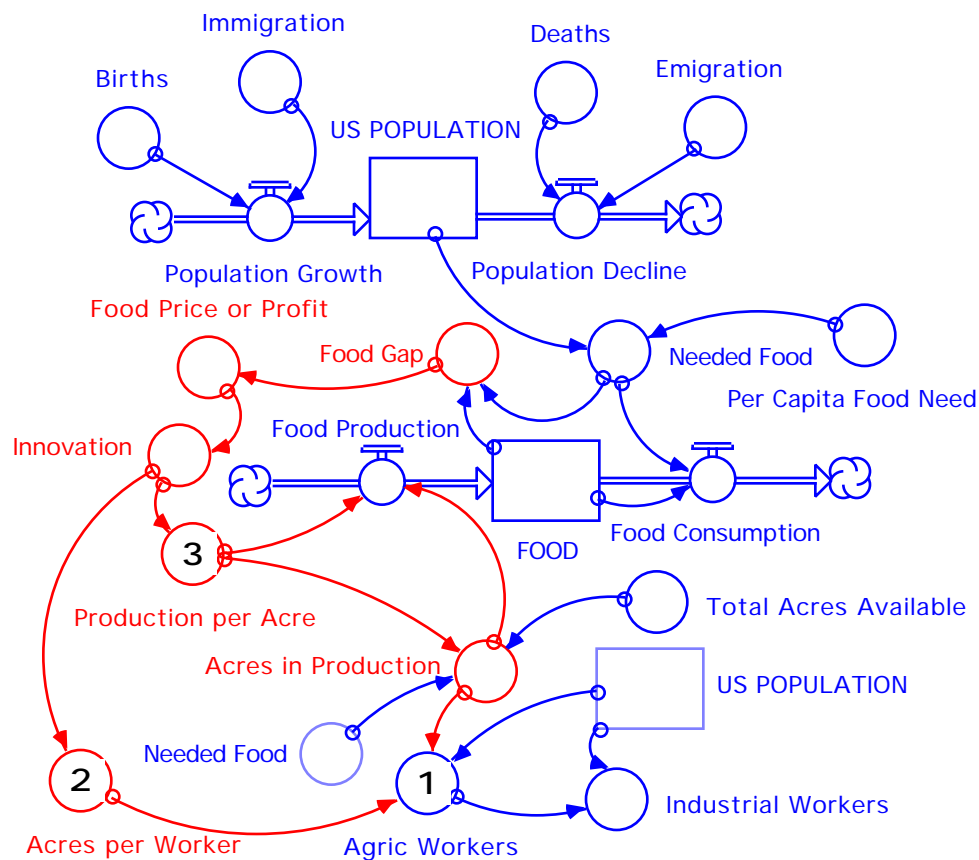 Immigration
Deaths
Births
Emigration
US POPULATION
Population Growth
Population Decline
Food Price or Profit
Food Gap
Needed Food
Per Capita Food Need
Innovation
Food Production
FOOD
Food Consumption
3
Production per Acre
Total Acres Available
Acres in Production
US POPULATION
Needed Food
2
1
Industrial Workers
Acres per Worker
Agric Workers